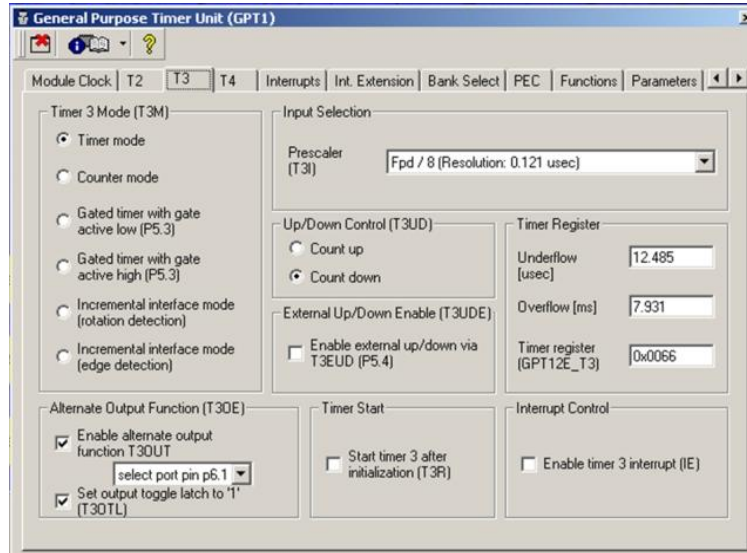 General Purpose Timer Unit (GPT1)
Module Clock
T2
T3
T4
Interrupts
Int. Extension
Bank Select
PEC
Functions
Parameters
Timer 3 Mode (T3M)
Timer mode
Counter mode
Gated timer with gate
active low (P5.3)
Gated timer with gate
active high (P5.3)
Incremental interface mode
(rotation detection)
Incremental interface mode
(edge detection)
Input Selection
Prescaler
(T3I)
Fpd / 8 (Resolution: 0.121 usec)
Up/Down Control (T3UD)
Count up
Count down
External Up/Down Enable (T3UDE)
Enable external up/down via
T3EUD (P5.4)
Timer Register
Underflow
[usec]
12.485
Overflow [ms]
7.931
Timer register
(GPT12E_T3)
0x0066
Alternate Output Function (T3OE)
Enable alternate output
function T3OUT
select port pin p6.1
Set output toggle latch to '1'
(T3OTL)
Timer Start
Start timer 3 after
initialization (T3R)
Interrupt Control
Enable timer 3 interrupt (IE)